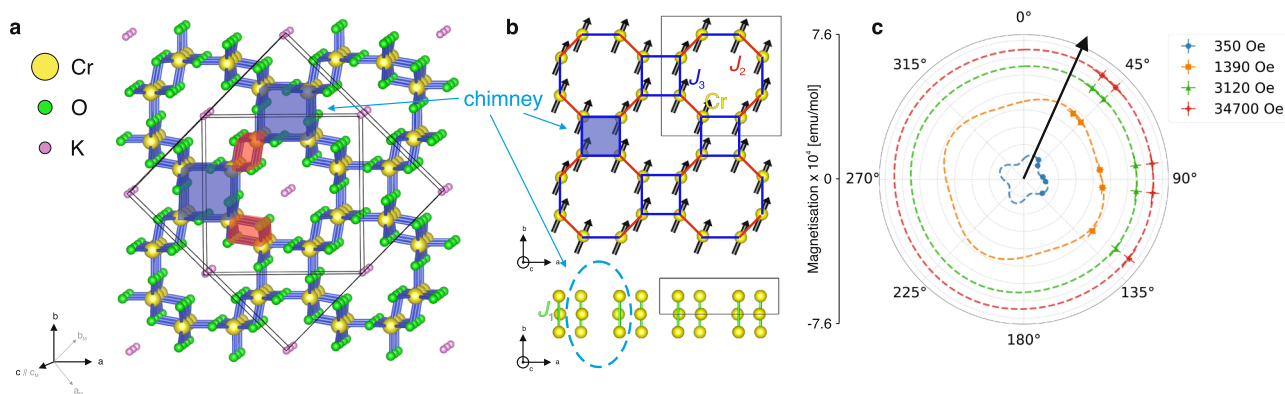 a
Cr
O
K
chimney
b
a
c // c_M
b_M
b
J_2
J_3
Cr
b
c
a
J_1
b
c
a
c
7.6
0
-7.6
Magnetisation x 10^4 [emu/mol]
0°
45°
90°
135°
180°
225°
270°
315°
350 Oe
1390 Oe
3120 Oe
34700 Oe